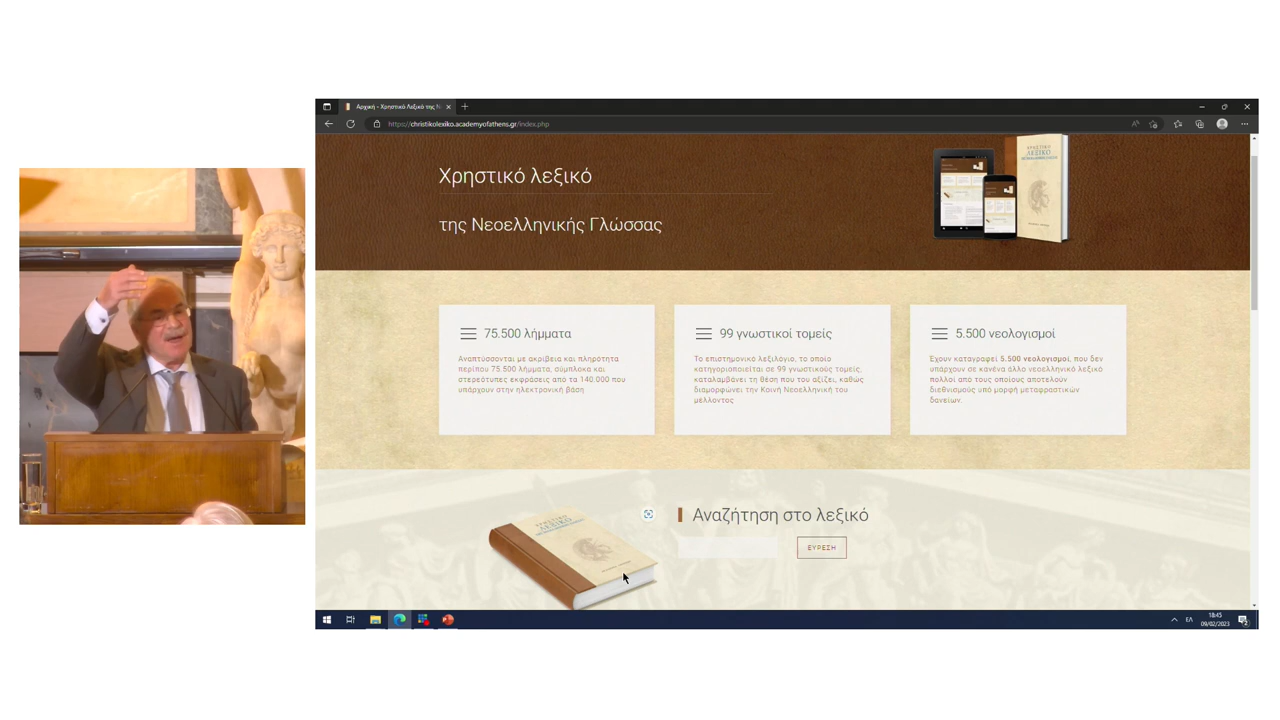 Αρχική - Χρηστικό Λεξικό της Ν
https://christikolexiko.academyofathens.gr/index.php
Χρηστικό λεξικό
της Νεοελληνικής Γλώσσας
ΧΡΗΣΤΙΚΟ
ΛΕΞΙΚΟ
75.500 λήμματα
Αναπτύσσονται με ακρίβεια και πληρότητα
περίπου 75.500 λήμματα, σύμπλοκα και
στερεότυπες εκφράσεις από τα 140.000 που
υπάρχουν στην ηλεκτρονική βάση
99 γνωστικοί τομείς
Το επιστημονικό λεξιλόγιο, το οποίο
κατηγοριοποιείται σε 99 γνωστικούς τομείς,
καταλαμβάνει τη θέση που του αξίζει, καθώς
διαμορφώνει την Κοινή Νεοελληνική του
μέλλοντος
5.500 νεολογισμοί
Έχουν καταγραφεί 5.500 νεολογισμοι, που δεν
υπάρχουν σε κανένα άλλο νεοελληνικό λεξικό
πολλοί από τους οποίους αποτελούν
διεθνισμούς υπό μορφή μεταφραστικών
δανείων.
ΧΡΗΣΤΙΚΟ
ΛΕΞΙΚΟ
Αναζήτηση στο λεξικό
ΕΥΡΕΣΗ
ΕΛ
18:45
09/02/2023